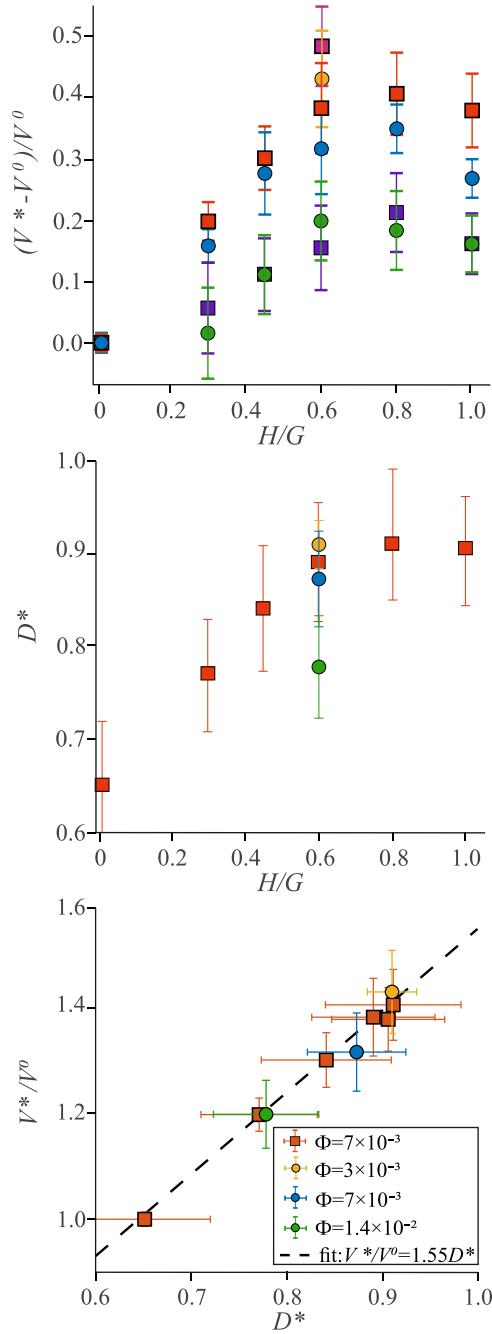 0.5
0.4
0.3
0.2
0.1
0.0
(V*-V⁰)/V⁰
0 0.2 0.4 0.6 0.8 1.0
H/G
1.0
0.9
0.8
0.7
0.6
D*
0 0.2 0.4 0.6 0.8 1.0
H/G
1.6
1.4
1.2
1.0
V*/V⁰
Φ=7×10⁻³
Φ=3×10⁻³
Φ=7×10⁻³
Φ=1.4×10⁻²
fit: V*/V⁰=1.55D*
0.6 0.7 0.8 0.9 1.0
D*